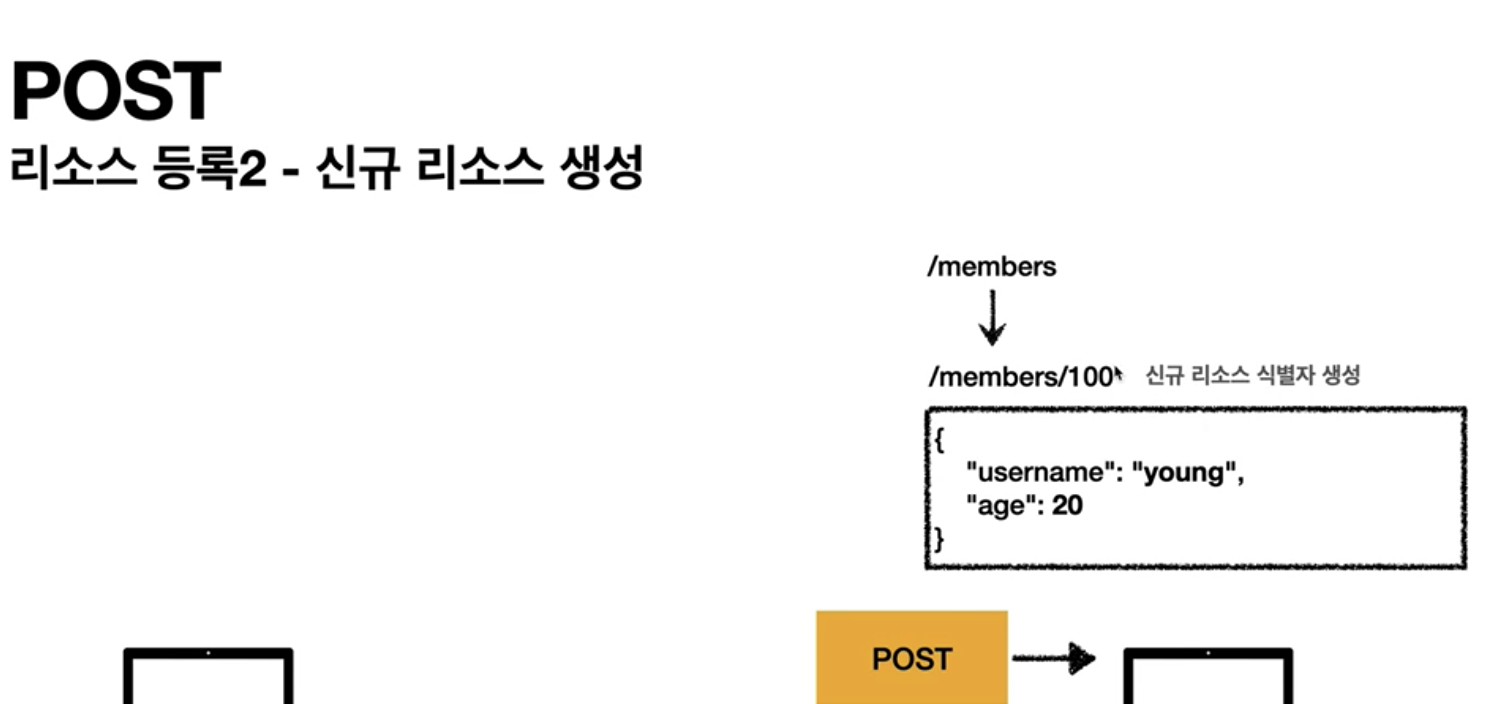 POST
리소스 등록2 - 신규 리소스 생성
/members
/members/100 신규 리소스 식별자 생성
{
"username": "young",
"age": 20
}
POST